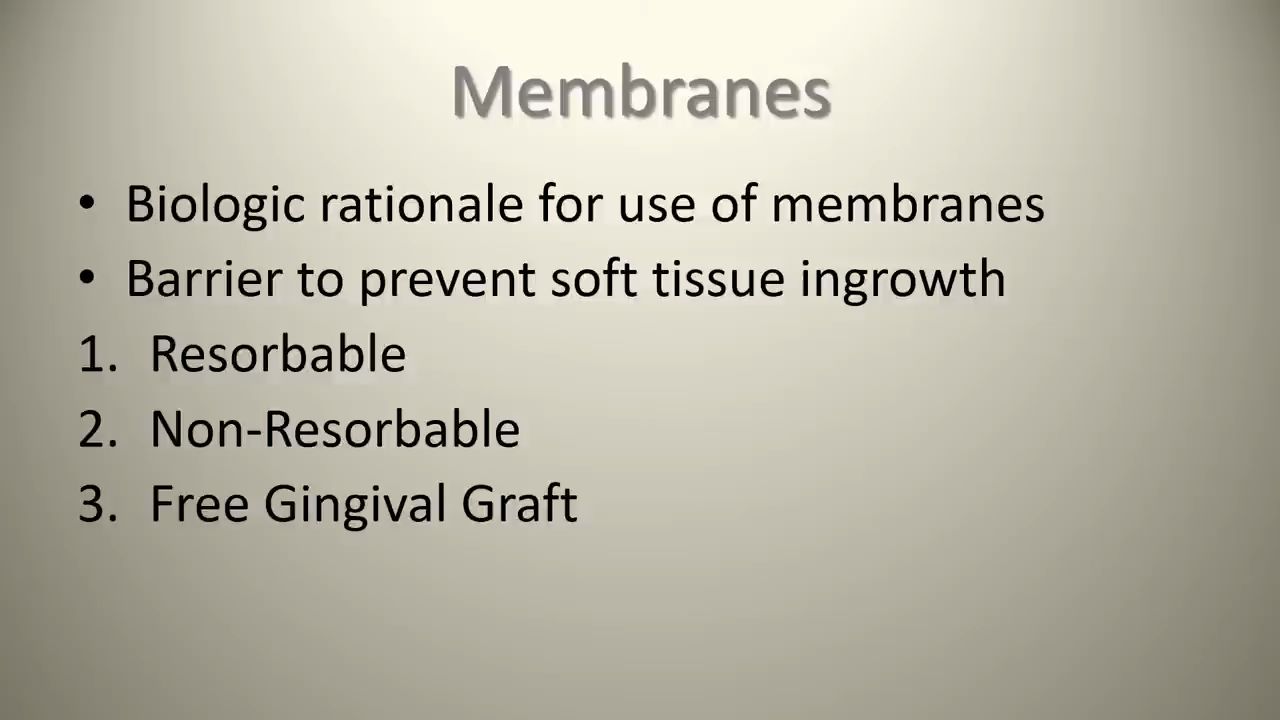 Membranes
• Biologic rationale for use of membranes
• Barrier to prevent soft tissue ingrowth
1. Resorbable
2. Non-Resorbable
3. Free Gingival Graft